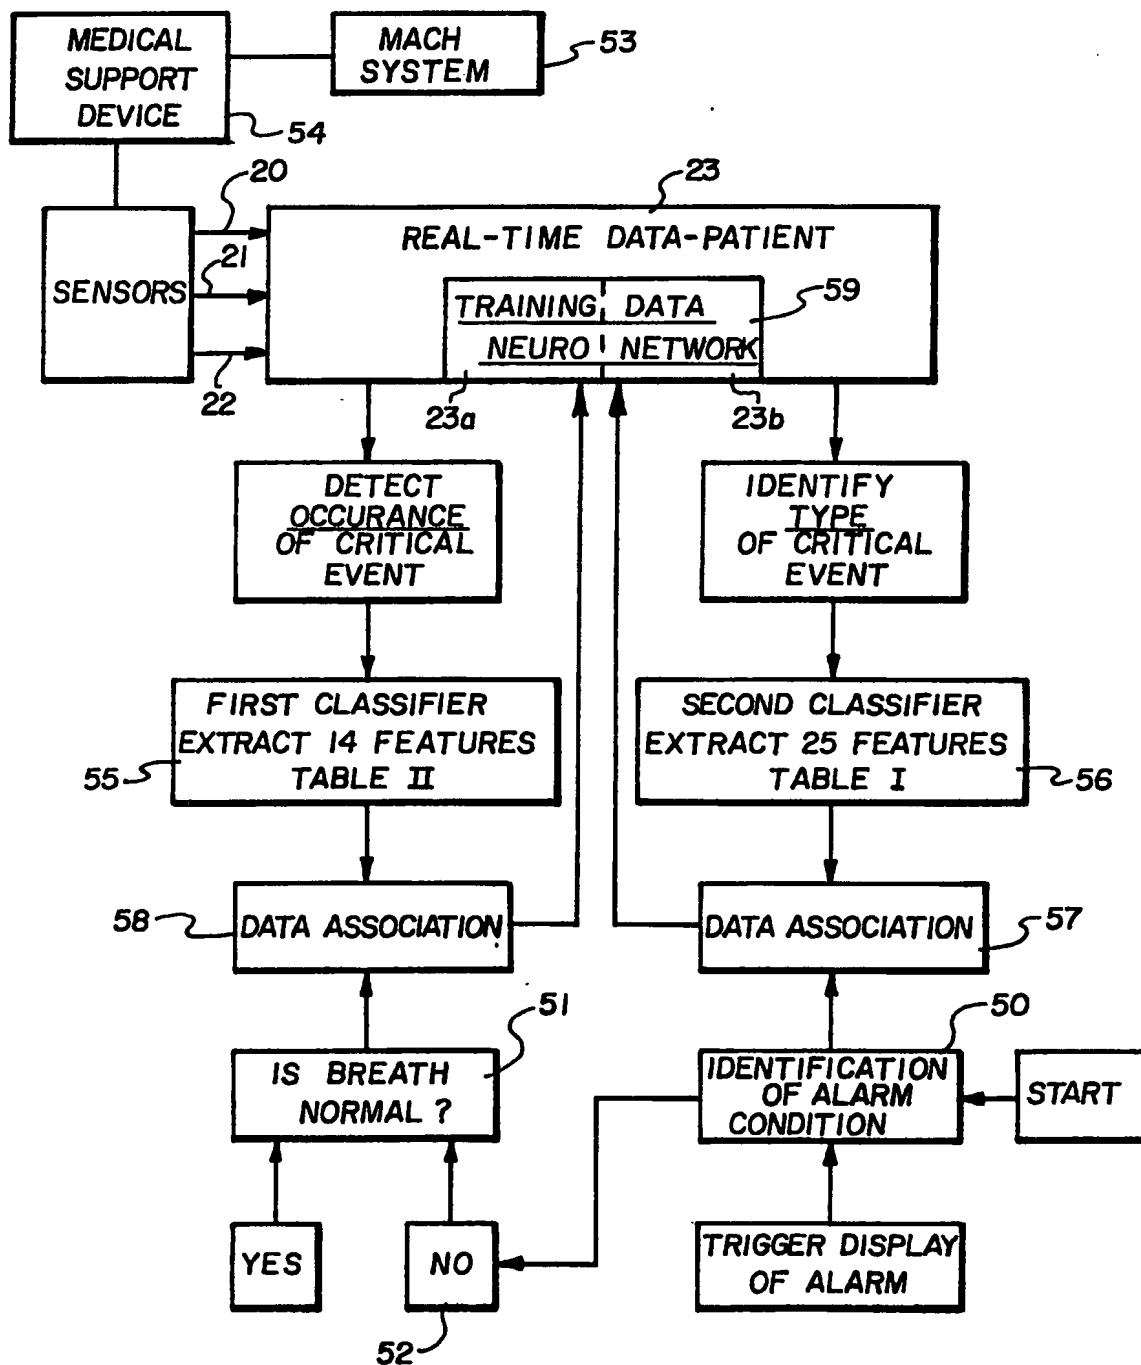 MEDICAL
SUPPORT
DEVICE
54
MACH
SYSTEM
53
SENSORS
20
21
22
23
REAL-TIME DATA-PATIENT
TRAINING DATA
NEURO NETWORK
59
23a
23b
DETECT
OCCURANCE
OF CRITICAL
EVENT
IDENTIFY
TYPE
OF CRITICAL
EVENT
FIRST CLASSIFIER
EXTRACT 14 FEATURES
TABLE II
55
SECOND CLASSIFIER
EXTRACT 25 FEATURES
TABLE I
56
58
DATA ASSOCIATION
DATA ASSOCIATION
57
51
IS BREATH
NORMAL?
50
IDENTIFICATION
OF ALARM
CONDITION
START
YES
NO
52
TRIGGER DISPLAY
OF ALARM